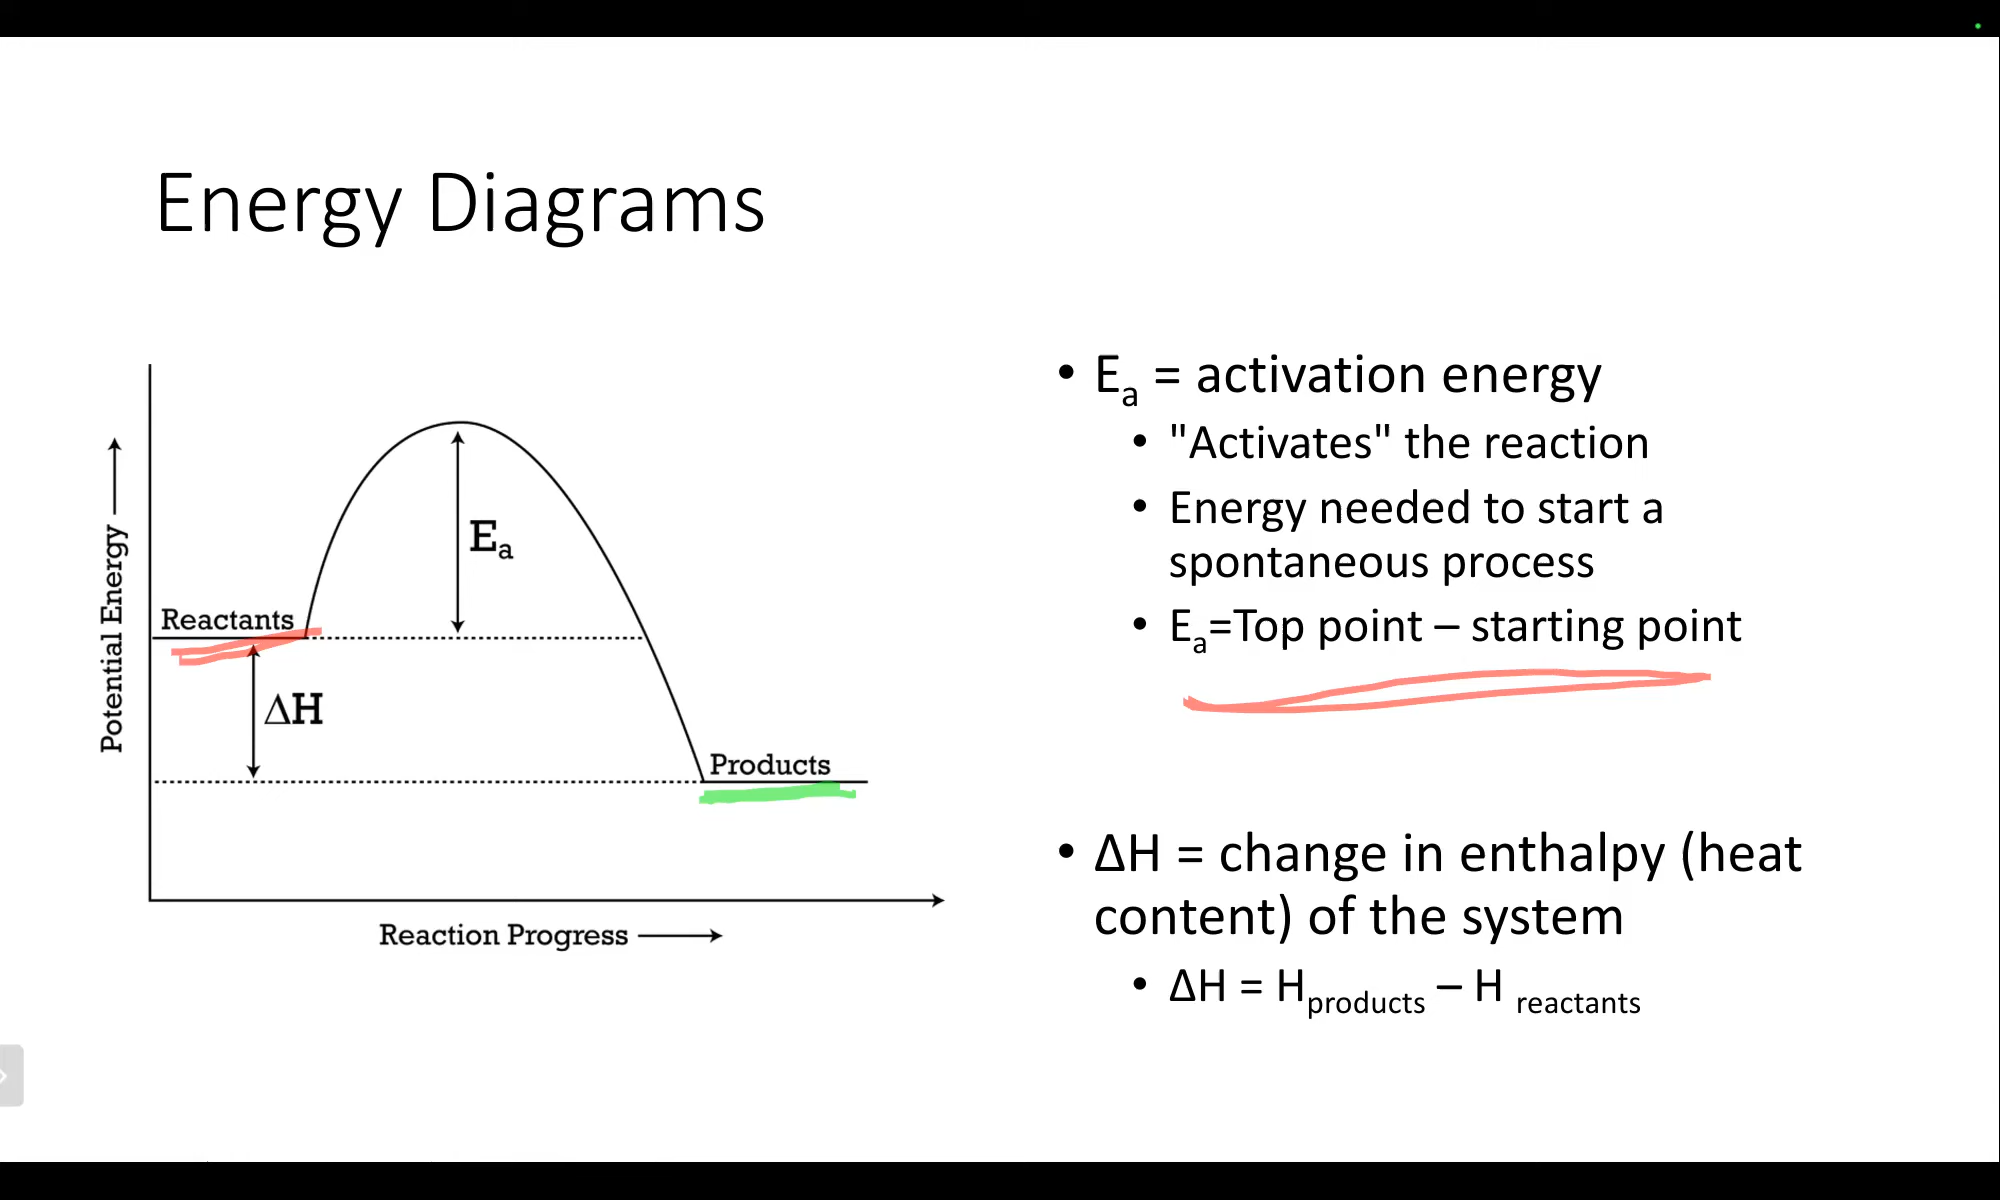 Energy Diagrams
Potential Energy
Reactants
Eₐ
ΔH
Products
Reaction Progress
• Eₐ = activation energy
• "Activates" the reaction
• Energy needed to start a
spontaneous process
• Eₐ=Top point – starting point
• ΔH = change in enthalpy (heat
content) of the system
• ΔH = Hproducts – H reactants